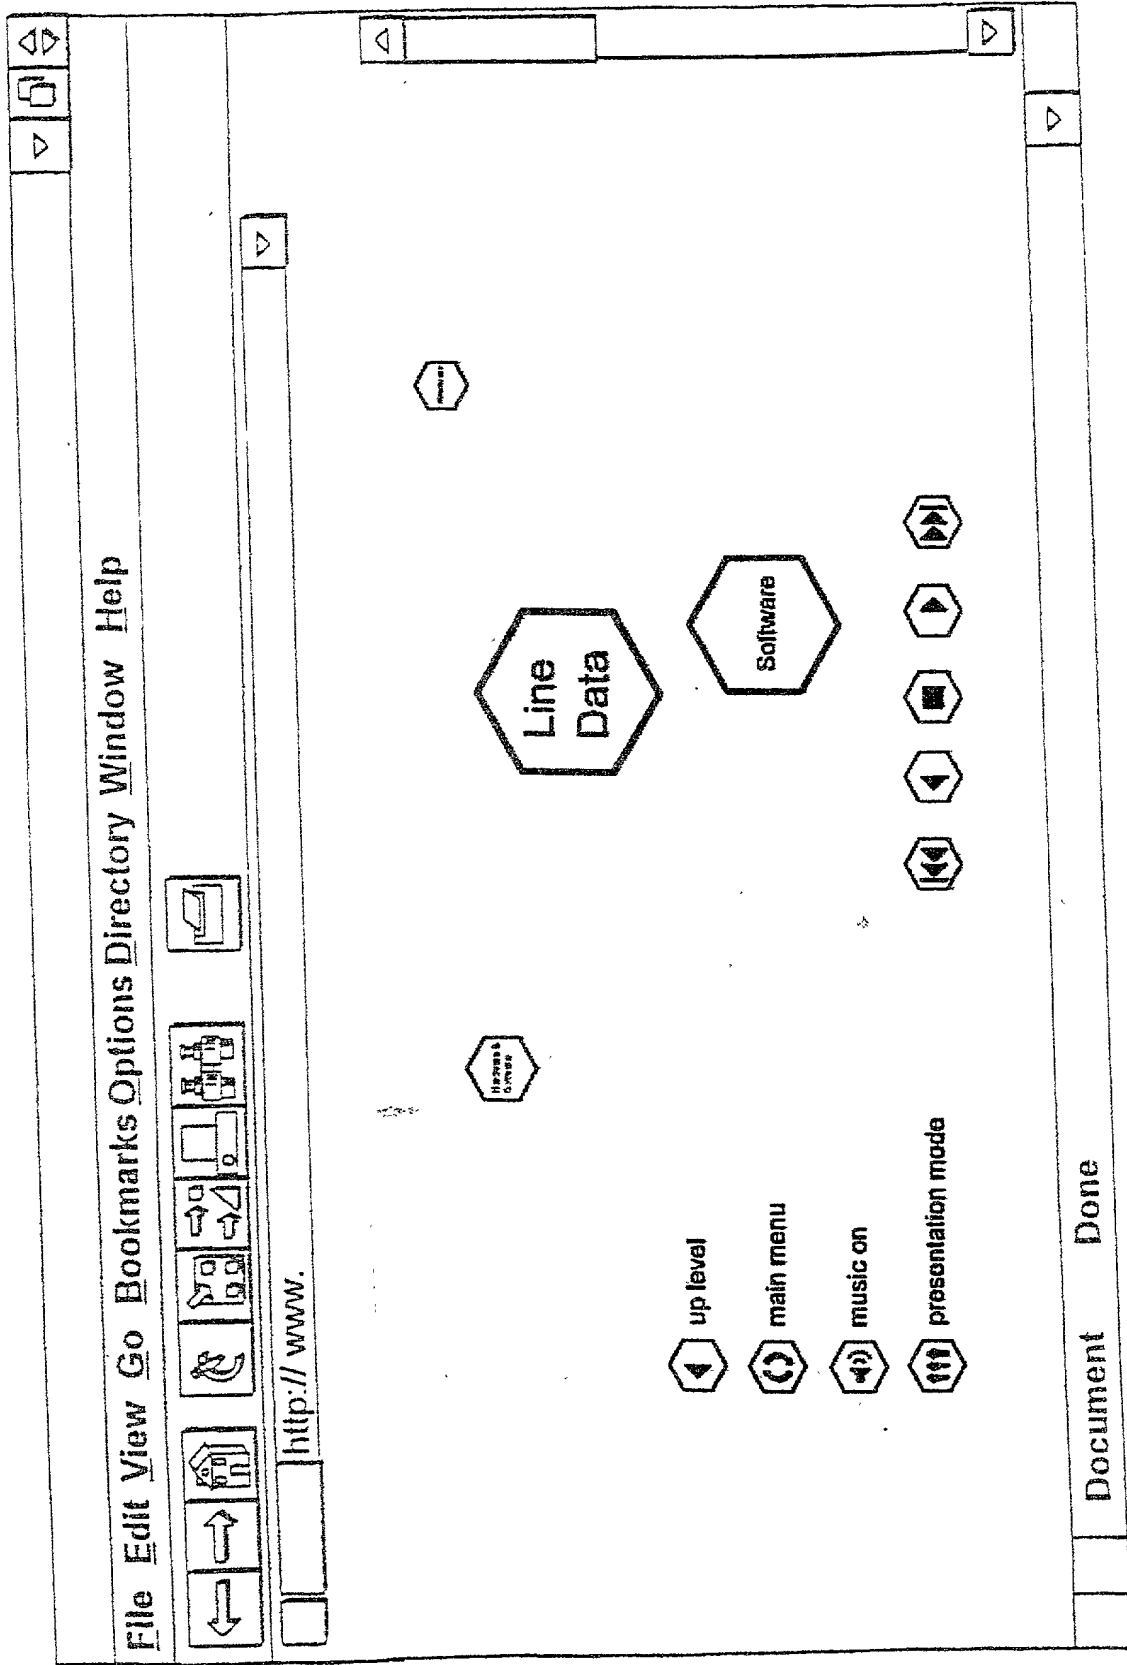 File Edit View Go Bookmarks Options Directory Window Help
http:// www.
Line
Data
Software
up level
main menu
music on
presentation mode
Document Done